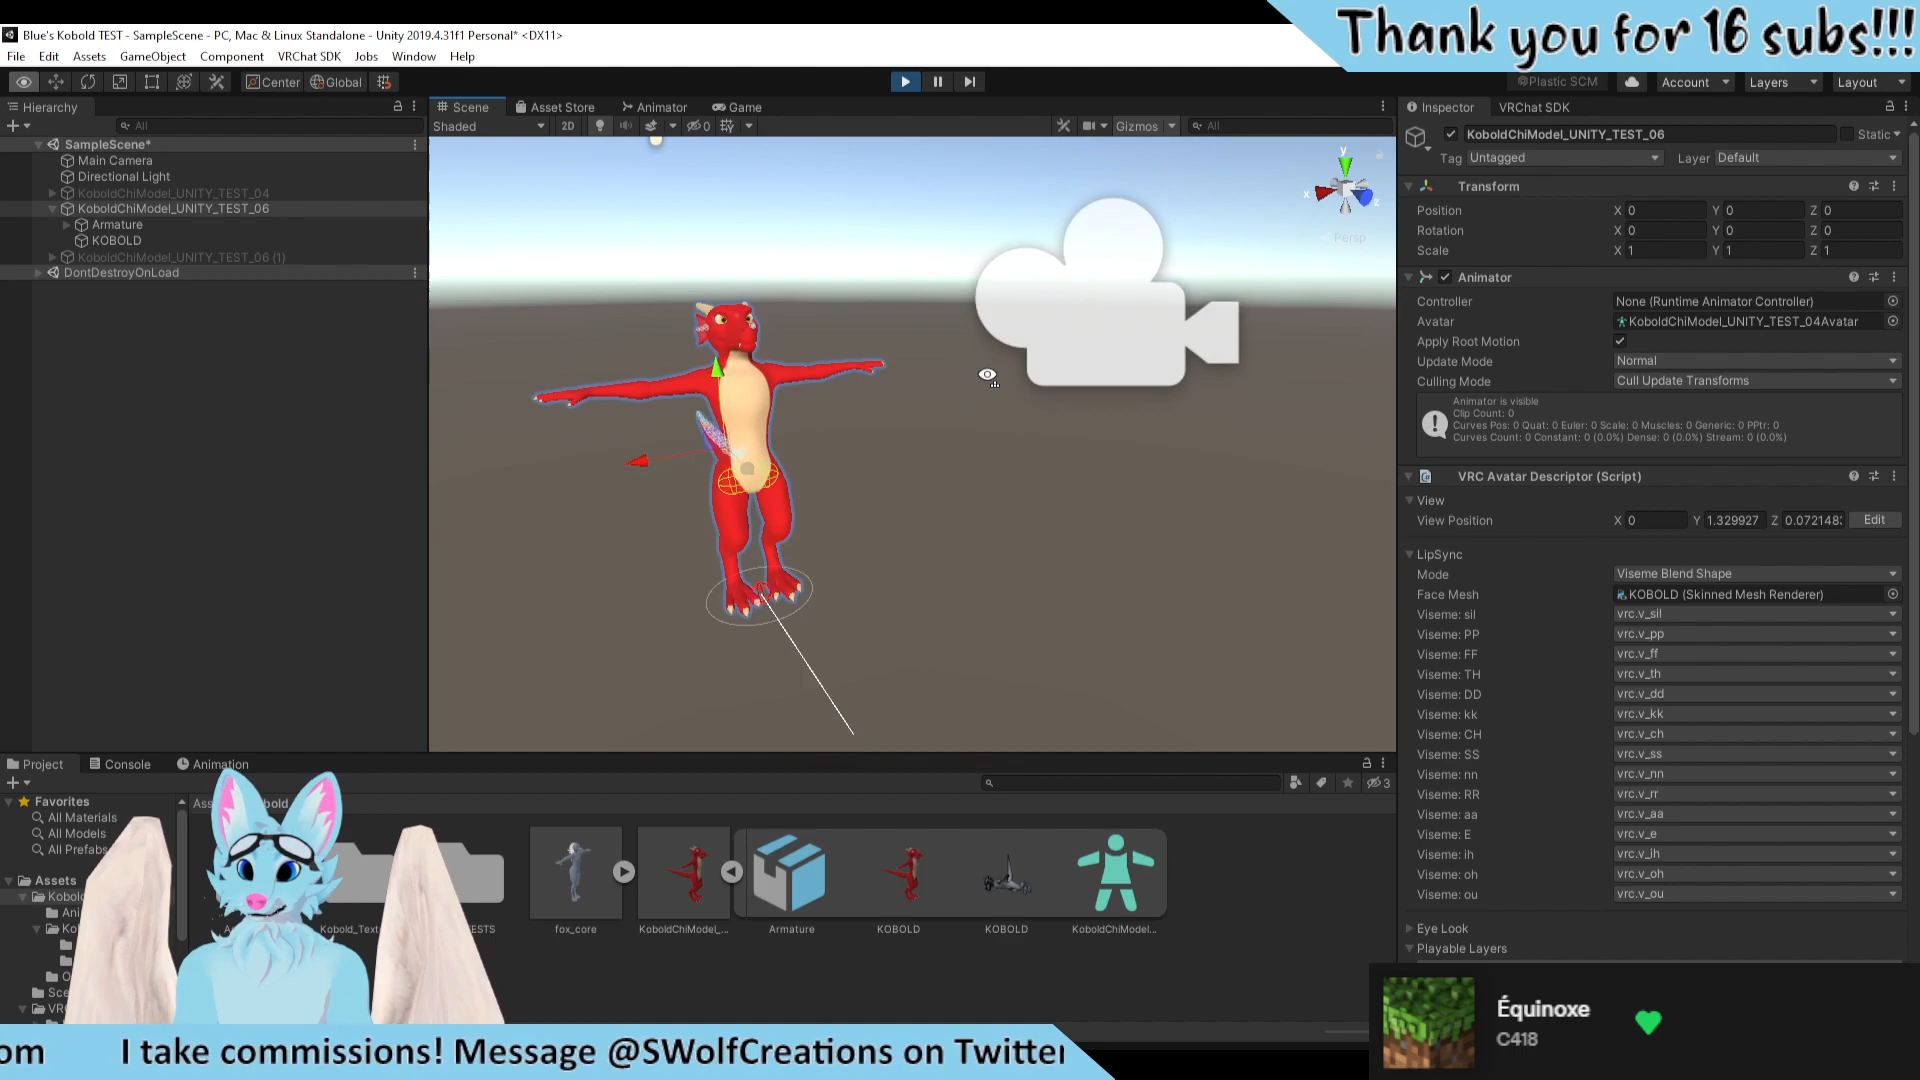 Thank you for 16 subs!!!
Blue's Kobold TEST - SampleScene - PC, Mac & Linux Standalone - Unity 2019.4.31f1 Personal* <DX11>
File Edit Assets GameObject Component VRChat SDK Jobs Window Help
Center Global
Plastic SCM Account Layers Layout
Hierarchy
All
SampleScene*
Main Camera
Directional Light
KoboldChiModel_UNITY_TEST_04
KoboldChiModel_UNITY_TEST_06
Armature
KOBOLD
KoboldChiModel_UNITY_TEST_06 (1)
DontDestroyOnLoad
Scene Asset Store Animator Game
Shaded 2D 0 Gizmos All
y
x
z
Persp
Inspector VRChat SDK
KoboldChiModel_UNITY_TEST_06 Static
Tag Untagged Layer Default
Transform
Position X 0 Y 0 Z 0
Rotation X 0 Y 0 Z 0
Scale X 1 Y 1 Z 1
Animator
Controller None (Runtime Animator Controller)
Avatar KoboldChiModel_UNITY_TEST_04Avatar
Apply Root Motion
Update Mode Normal
Culling Mode Cull Update Transforms
Animator is visible
Clip Count: 0
Curves Pos: 0 Quat: 0 Euler: 0 Scale: 0 Muscles: 0 Generic: 0 PPtr: 0
Curves Count: 0 Constant: 0 (0.0%) Dense: 0 (0.0%) Stream: 0 (0.0%)
VRC Avatar Descriptor (Script)
View
View Position X 0 Y 1.329927 Z 0.072148 Edit
LipSync
Mode Viseme Blend Shape
Face Mesh KOBOLD (Skinned Mesh Renderer)
Viseme: sil vrc.v_sil
Viseme: PP vrc.v_pp
Viseme: FF vrc.v_ff
Viseme: TH vrc.v_th
Viseme: DD vrc.v_dd
Viseme: kk vrc.v_kk
Viseme: CH vrc.v_ch
Viseme: SS vrc.v_ss
Viseme: nn vrc.v_nn
Viseme: RR vrc.v_rr
Viseme: aa vrc.v_aa
Viseme: E vrc.v_e
Viseme: ih vrc.v_ih
Viseme: oh vrc.v_oh
Viseme: ou vrc.v_ou
Eye Look
Playable Layers
Project Console Animation
3
Favorites
All Materials
All Models
All Prefabs
Assets
Kobold
Ani
Ko
O
Sce
VR
Ass bold
Kobold_Text ESTS fox_core KoboldChiModel_... Armature KOBOLD KOBOLD KoboldChiModel...
Équinoxe
C418
om I take commissions! Message @SWolfCreations on Twitter